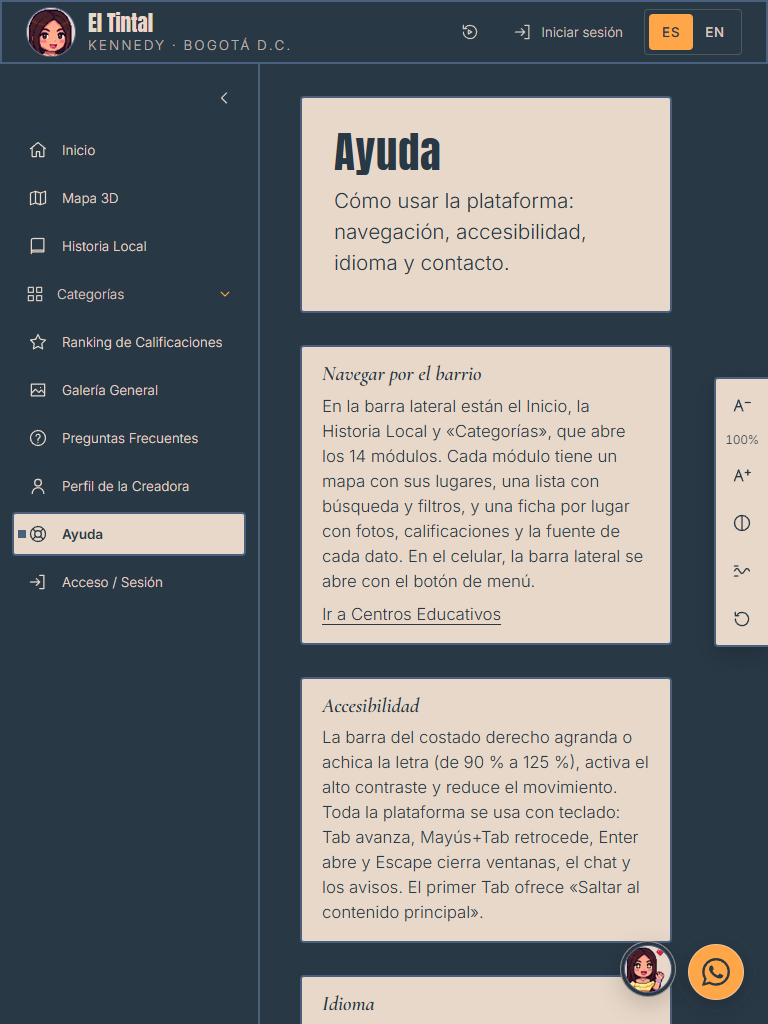 El Tintal
KENNEDY · BOGOTÁ D.C.
Iniciar sesión
ES
EN
Inicio
Mapa 3D
Historia Local
Categorías
Ranking de Calificaciones
Galería General
Preguntas Frecuentes
Perfil de la Creadora
Ayuda
Acceso / Sesión
Ayuda
Cómo usar la plataforma:
navegación, accesibilidad,
idioma y contacto.
Navegar por el barrio
En la barra lateral están el Inicio, la
Historia Local y «Categorías», que abre
los 14 módulos. Cada módulo tiene un
mapa con sus lugares, una lista con
búsqueda y filtros, y una ficha por lugar
con fotos, calificaciones y la fuente de
cada dato. En el celular, la barra lateral se
abre con el botón de menú.
Ir a Centros Educativos
Accesibilidad
La barra del costado derecho agranda o
achica la letra (de 90 % a 125 %), activa el
alto contraste y reduce el movimiento.
Toda la plataforma se usa con teclado:
Tab avanza, Mayús+Tab retrocede, Enter
abre y Escape cierra ventanas, el chat y
los avisos. El primer Tab ofrece «Saltar al
contenido principal».
Idioma
A−
100%
A+